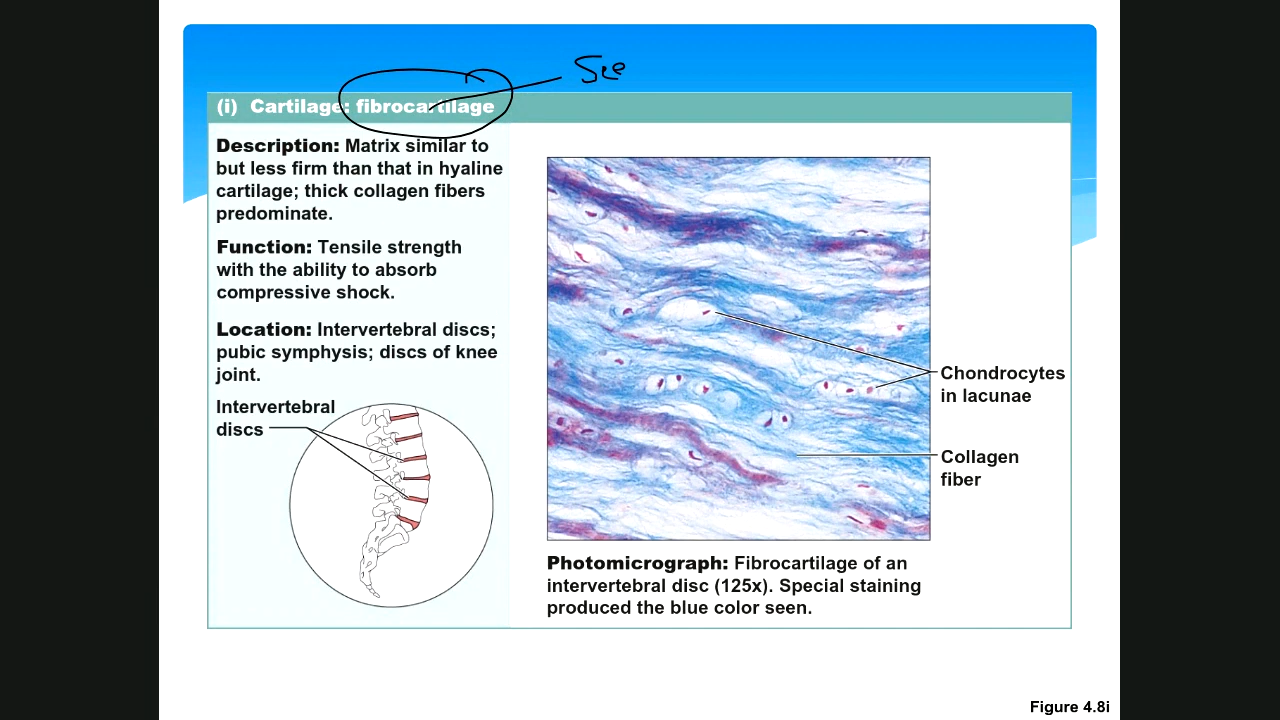 See
(i) Cartilage: fibrocartilage
Description: Matrix similar to
but less firm than that in hyaline
cartilage; thick collagen fibers
predominate.
Function: Tensile strength
with the ability to absorb
compressive shock.
Location: Intervertebral discs;
pubic symphysis; discs of knee
joint.
Intervertebral
discs
Chondrocytes
in lacunae
Collagen
fiber
Photomicrograph: Fibrocartilage of an
intervertebral disc (125x). Special staining
produced the blue color seen.
Figure 4.8i